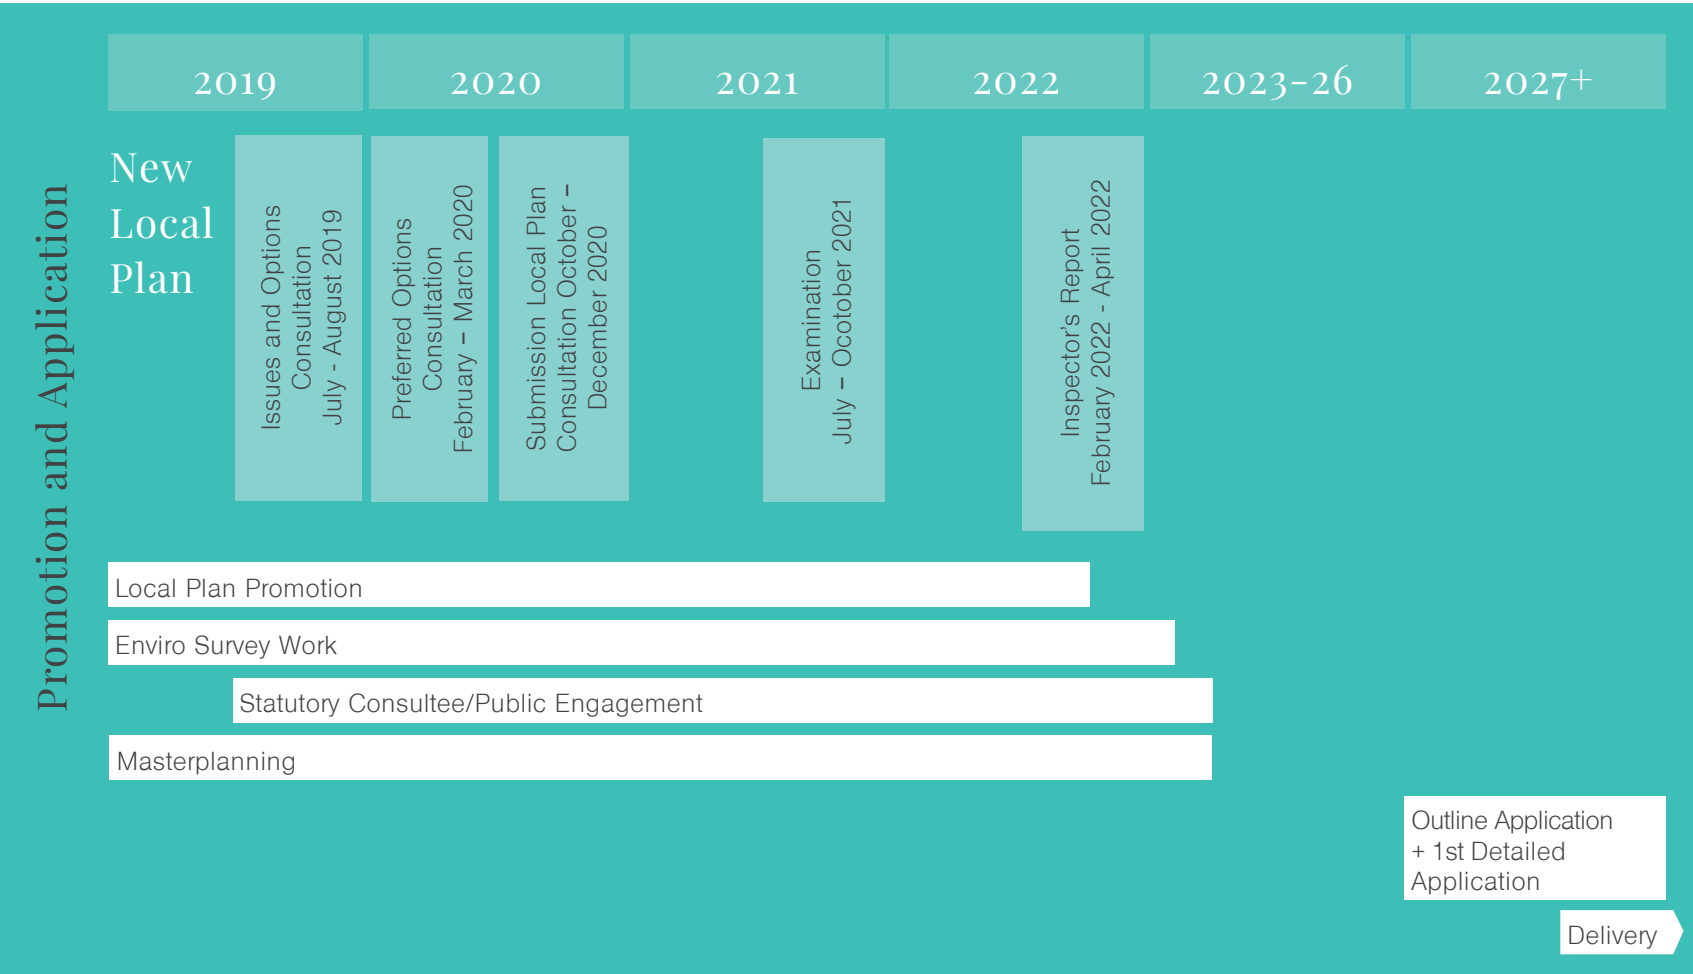 2019
2020
2021
2022
2023-26
2027+
Promotion and Application
New
Local
Plan
Issues and Options
Consultation
July - August 2019
Preferred Options
Consultation
February – March 2020
Submission Local Plan
Consultation October –
December 2020
Examination
July – Ocotober 2021
Inspector's Report
February 2022 - April 2022
Local Plan Promotion
Enviro Survey Work
Statutory Consultee/Public Engagement
Masterplanning
Outline Application
+ 1st Detailed
Application
Delivery